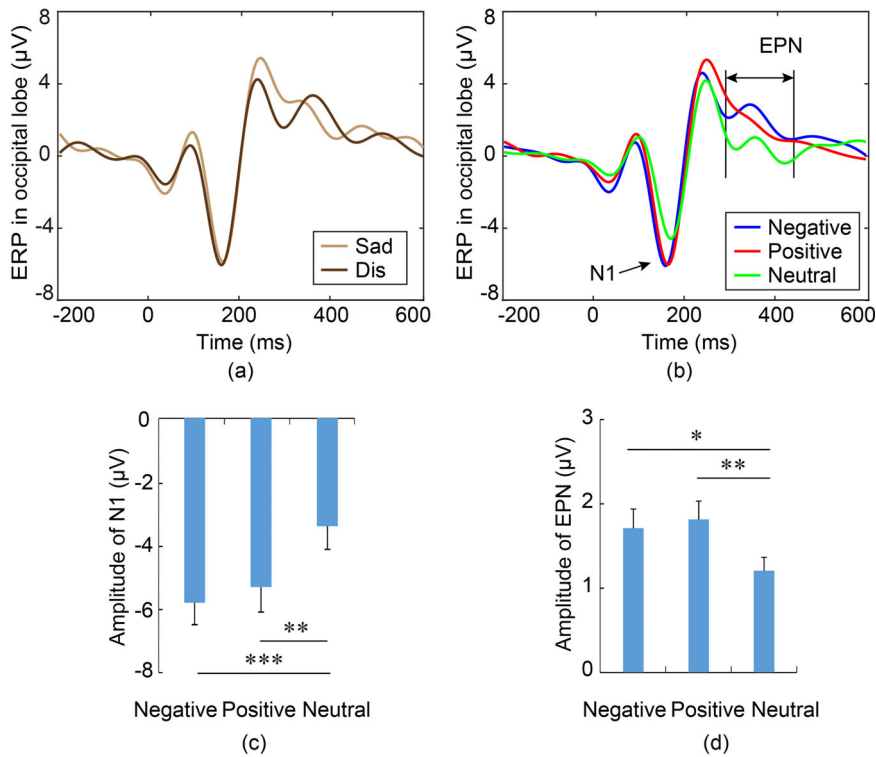 ERP in occipital lobe (μV)
8
4
0
-4
-8
Sad
Dis
-200 0 200 400 600
Time (ms)
(a)
ERP in occipital lobe (μV)
8
4
0
-4
-8
EPN
N1
Negative
Positive
Neutral
-200 0 200 400 600
Time (ms)
(b)
Amplitude of N1 (μV)
0
-2
-4
-6
-8
**
***
Negative Positive Neutral
(c)
Amplitude of EPN (μV)
3
2
1
0
*
**
Negative Positive Neutral
(d)